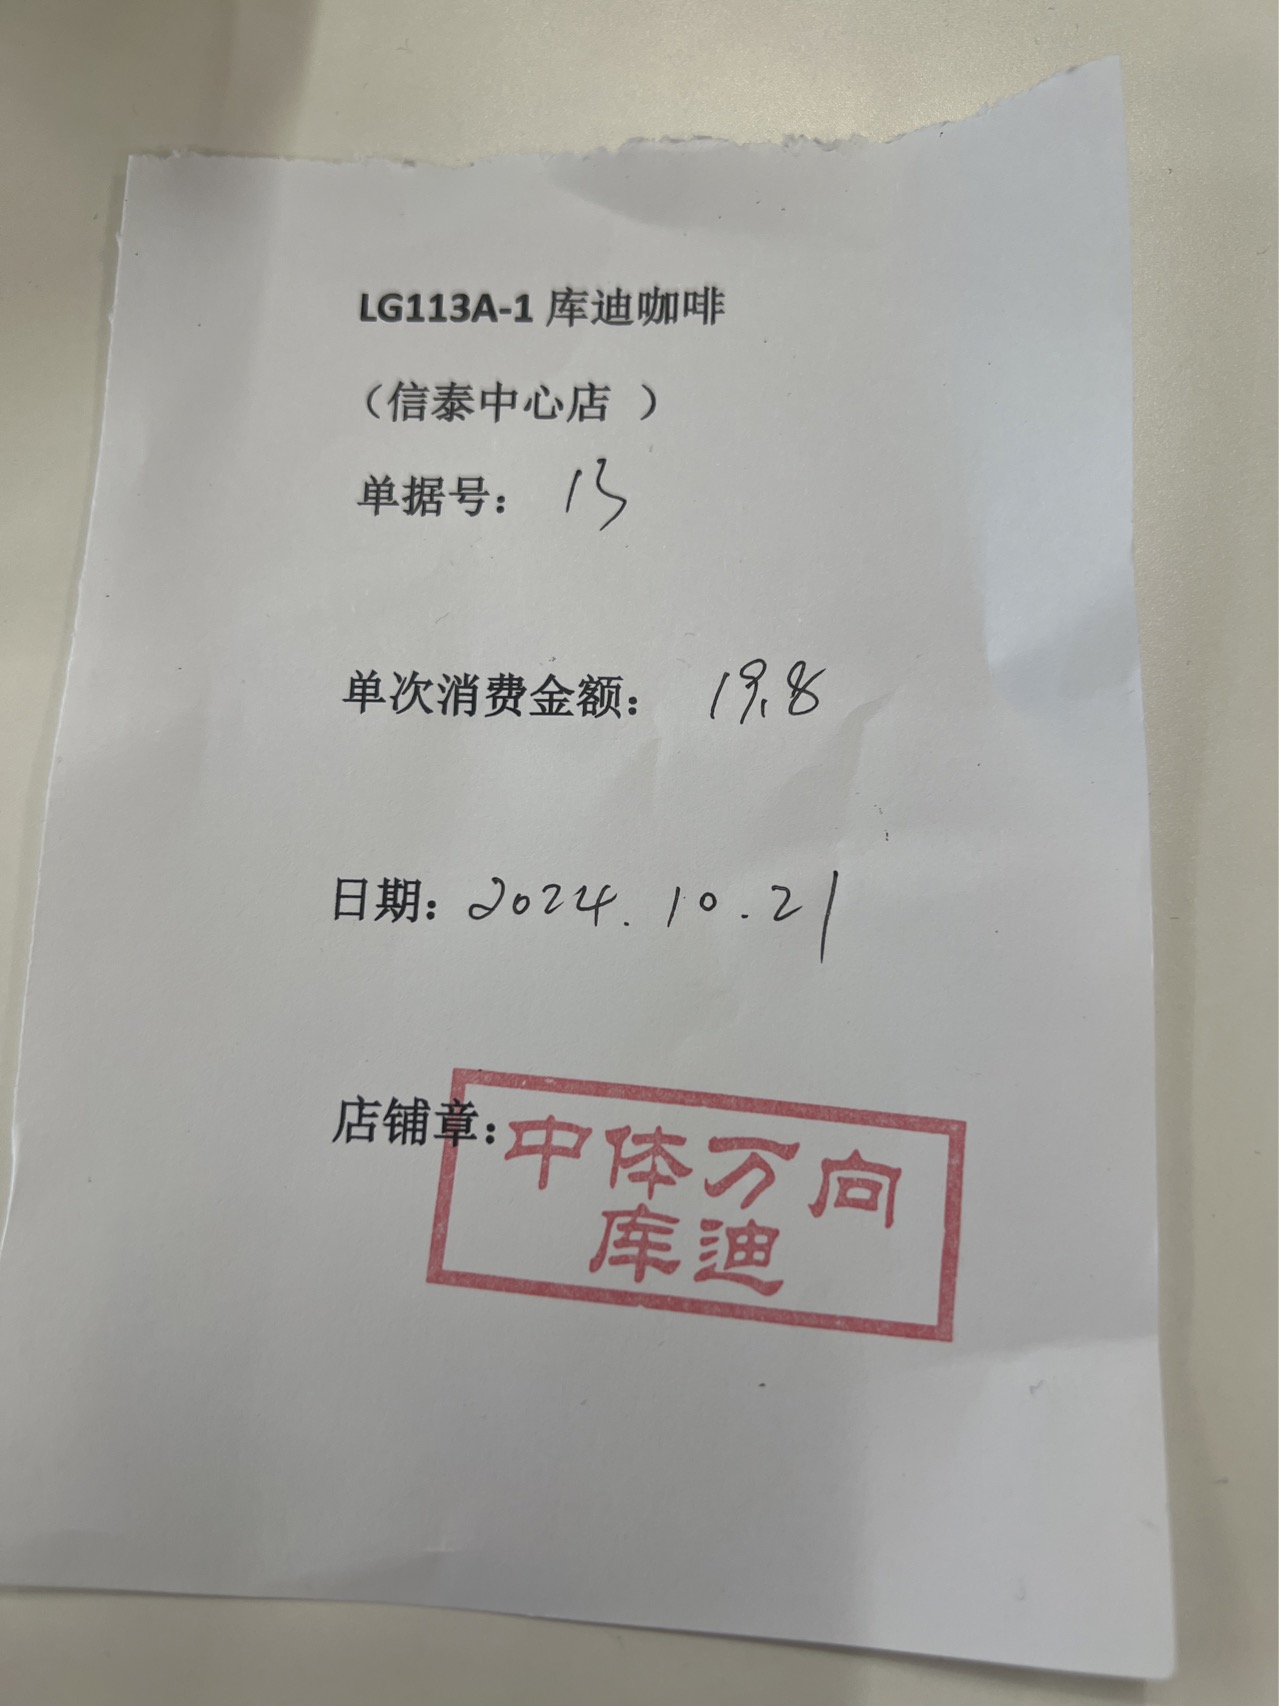 LG113A-1 库迪咖啡
（信泰中心店 ）
单据号： 13
单次消费金额： 19.8
日期：2024.10.21
店铺章：
中体万向
库迪